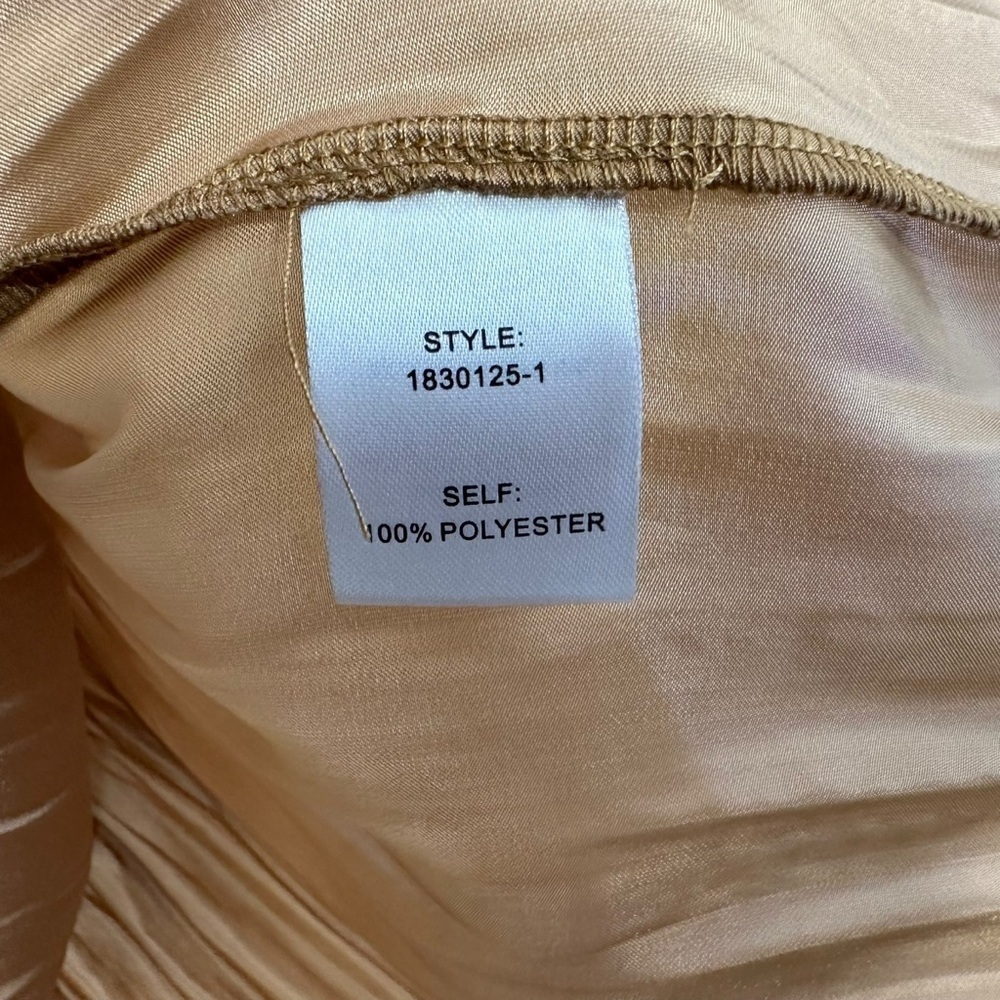 STYLE:
1830125-1
SELF:
100% POLYESTER